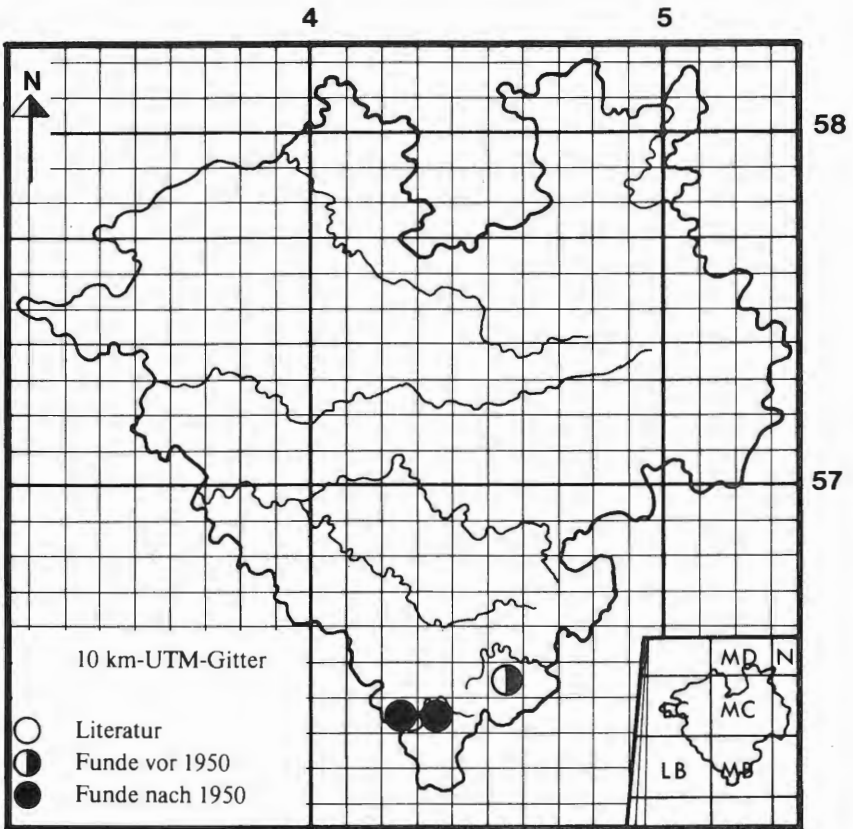 4 5
N
58
57
10 km-UTM-Gitter
Literatur
Funde vor 1950
Funde nach 1950
MD N
MC
LB MB